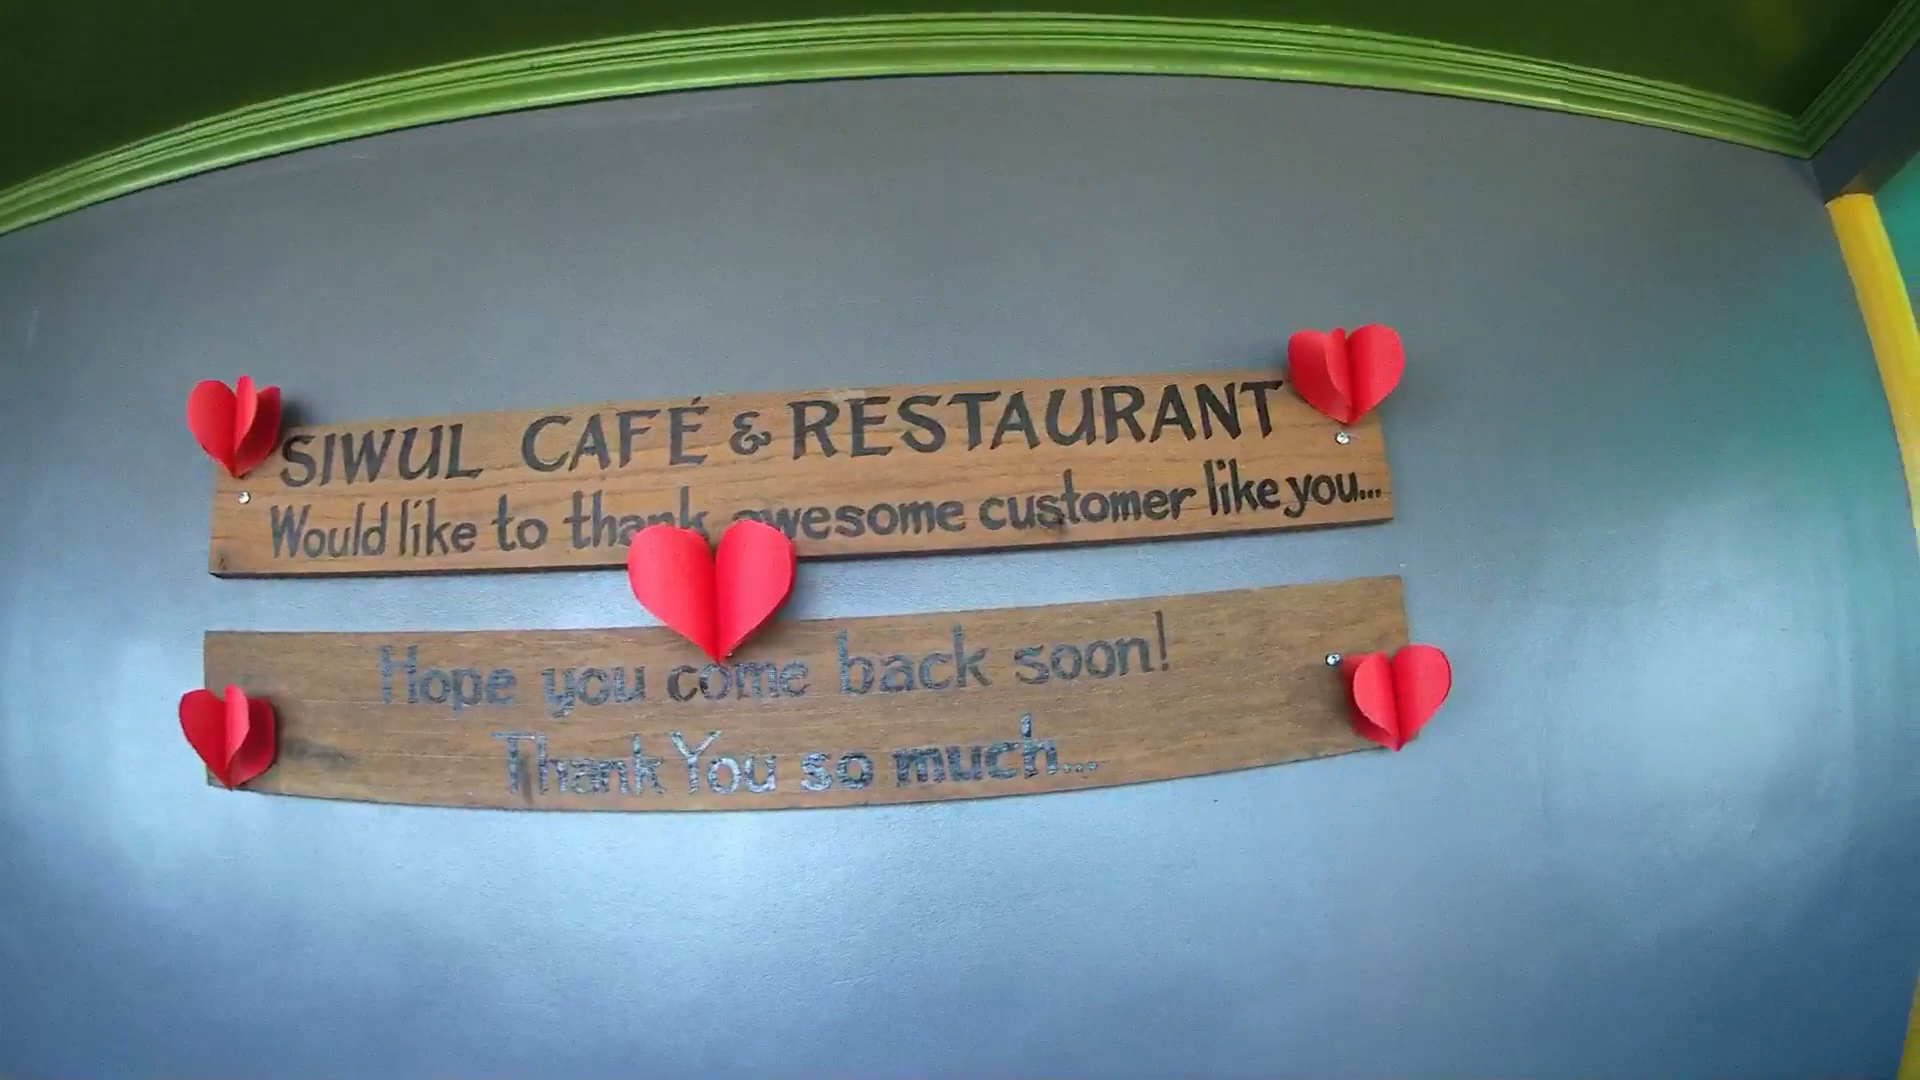 SIWUL CAFÉ & RESTAURANT
Would like to thank awesome customer like you...
Hope you come back soon!
Thank You so much...